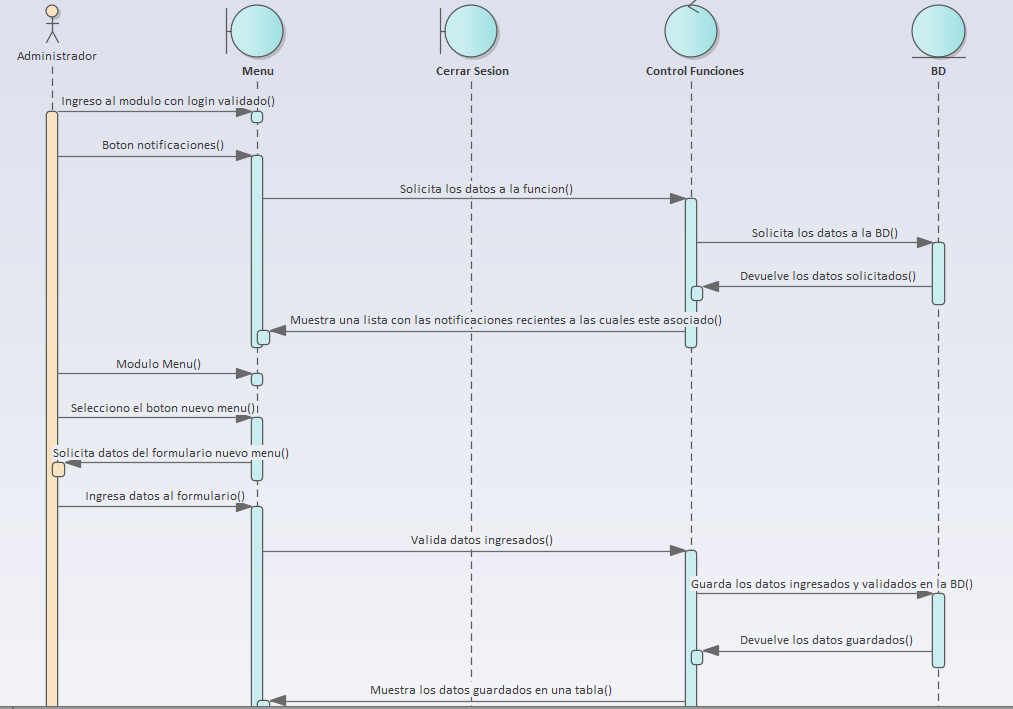 Administrador
Menu
Cerrar Sesion
Control Funciones
BD
Ingreso al modulo con login validado()
Boton notificaciones()
Solicita los datos a la funcion()
Solicita los datos a la BD()
Devuelve los datos solicitados()
Muestra una lista con las notificaciones recientes a las cuales este asociado()
Modulo Menu()
Selecciono el boton nuevo menu()
Solicita datos del formulario nuevo menu()
Ingresa datos al formulario()
Valida datos ingresados()
Guarda los datos ingresados y validados en la BD()
Devuelve los datos guardados()
Muestra los datos guardados en una tabla()